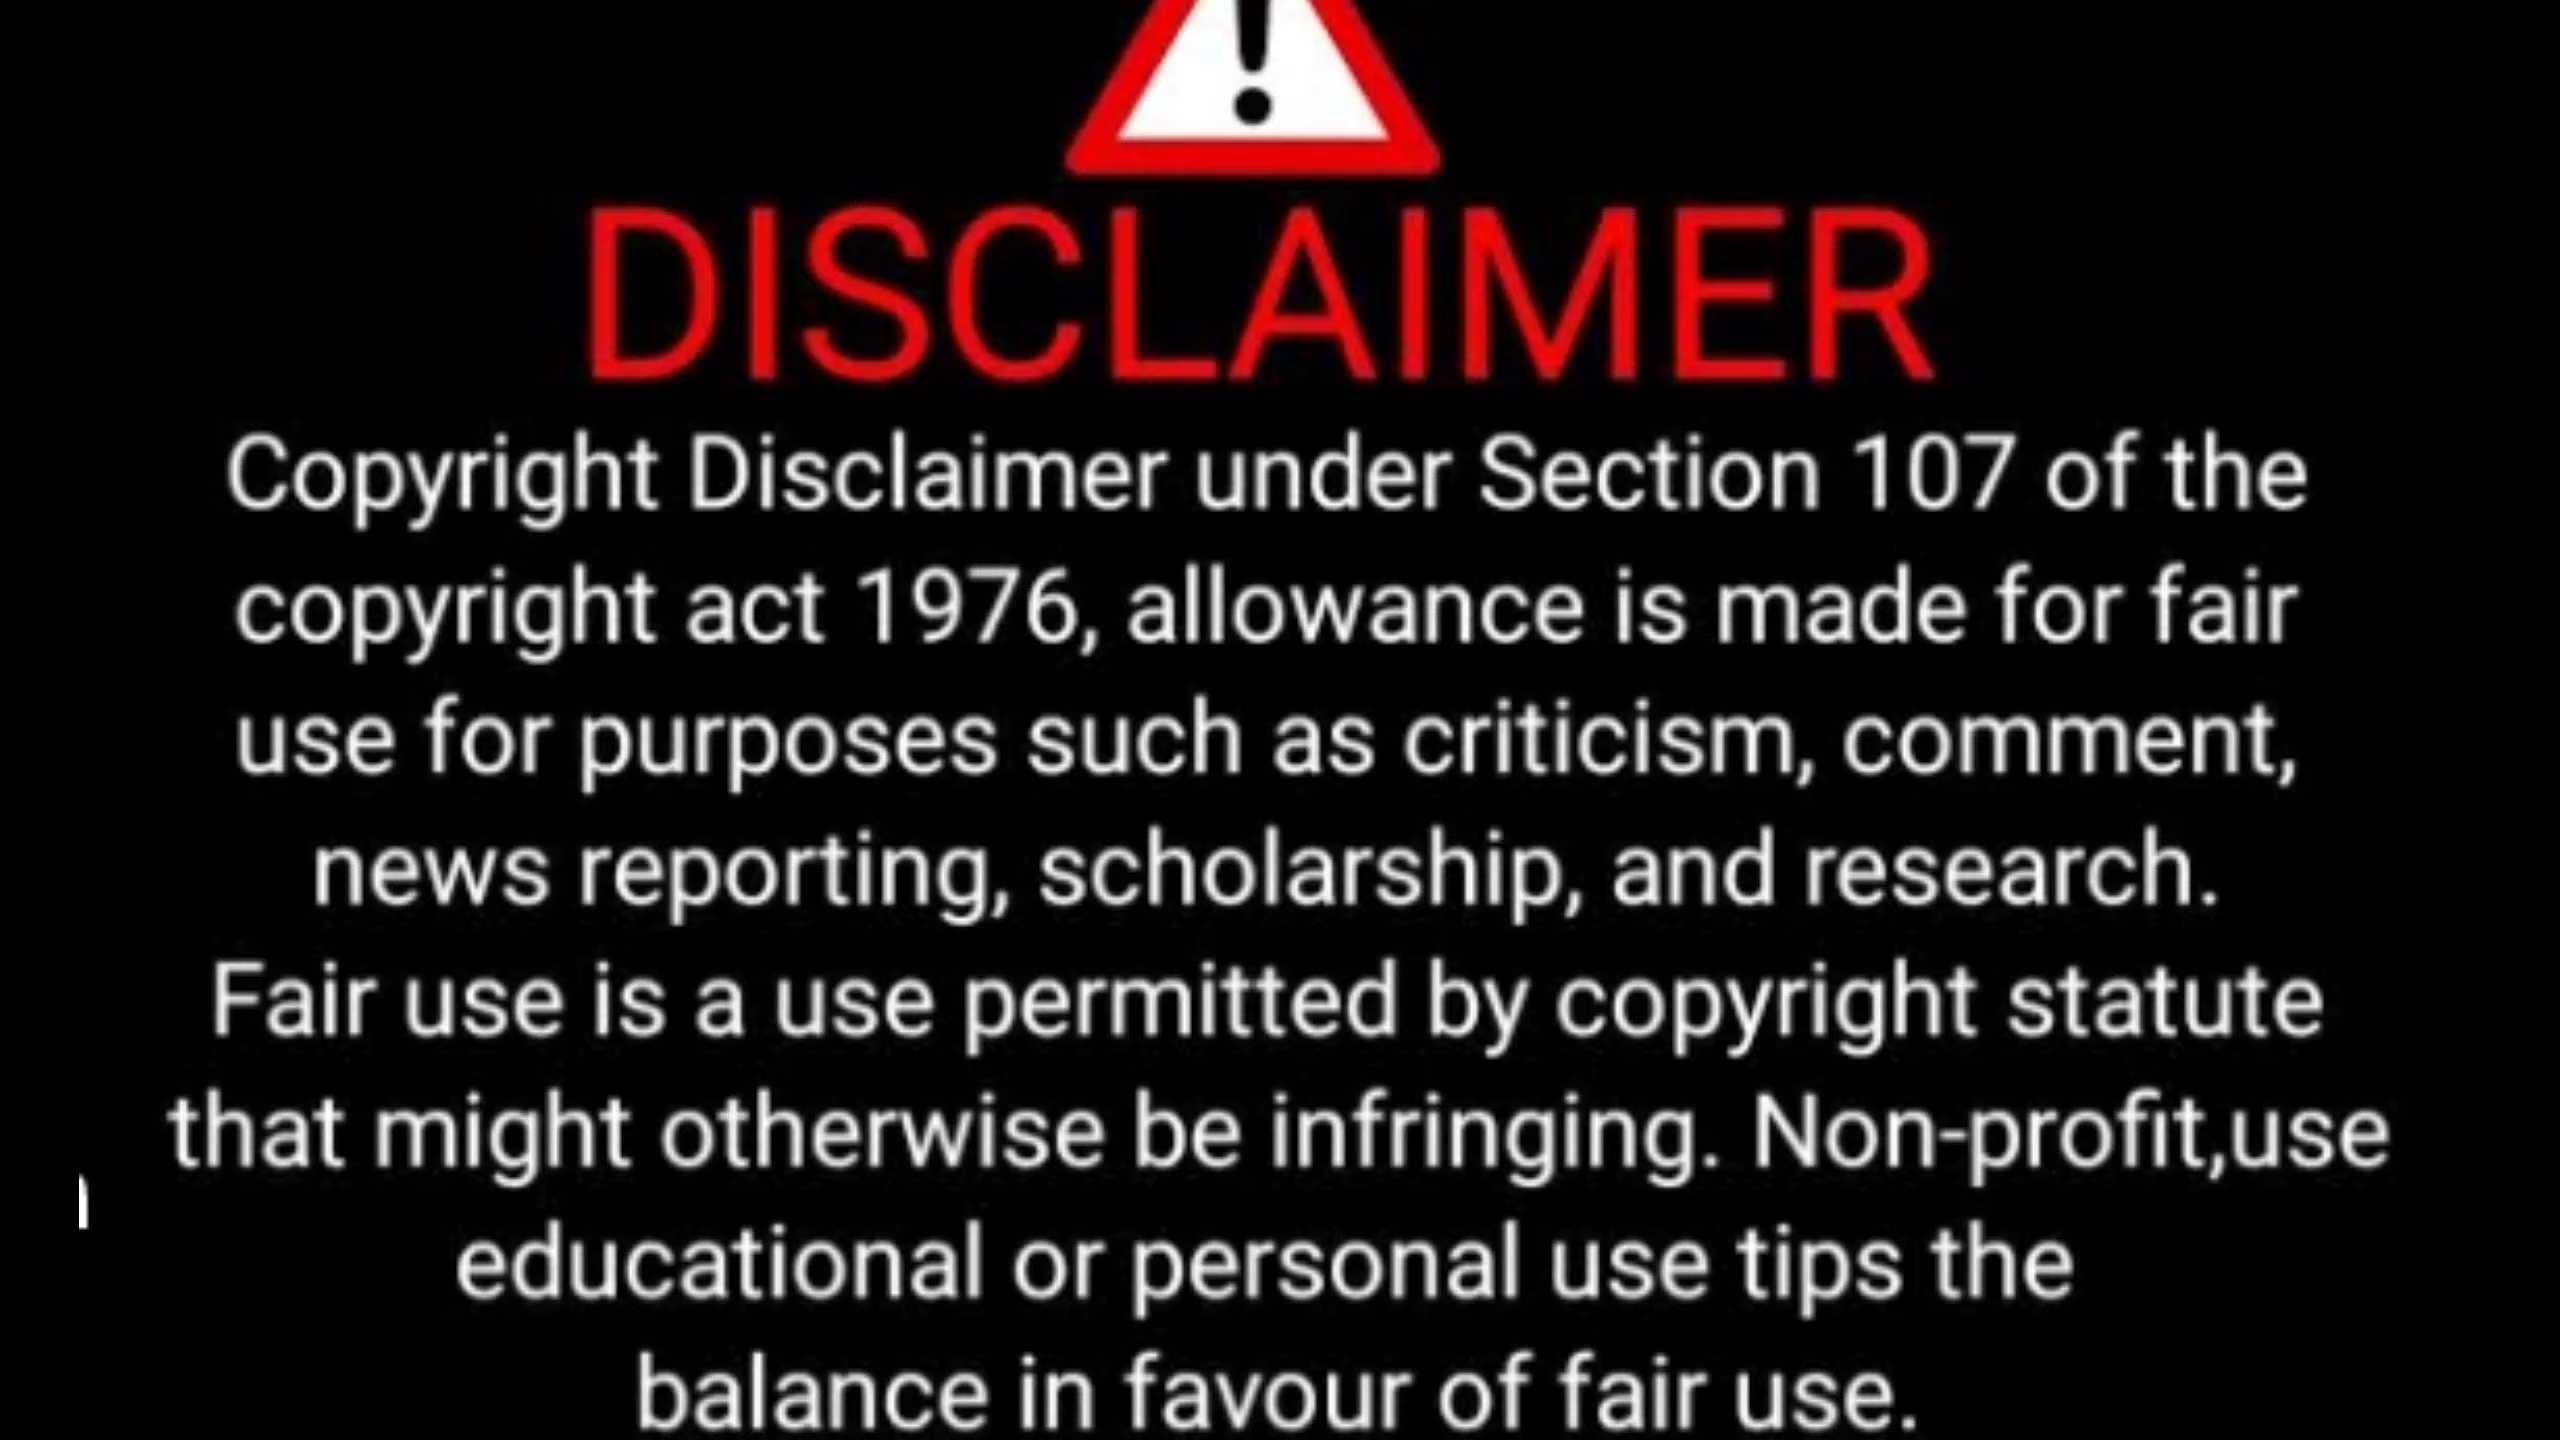 DISCLAIMER
Copyright Disclaimer under Section 107 of the
copyright act 1976, allowance is made for fair
use for purposes such as criticism, comment,
news reporting, scholarship, and research.
Fair use is a use permitted by copyright statute
that might otherwise be infringing. Non-profit,use
educational or personal use tips the
balance in favour of fair use.